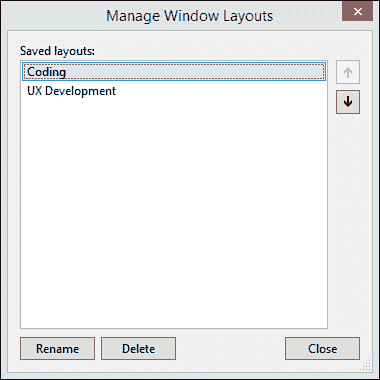 Manage Window Layouts
Saved layouts:
Coding
UX Development
Rename Delete Close